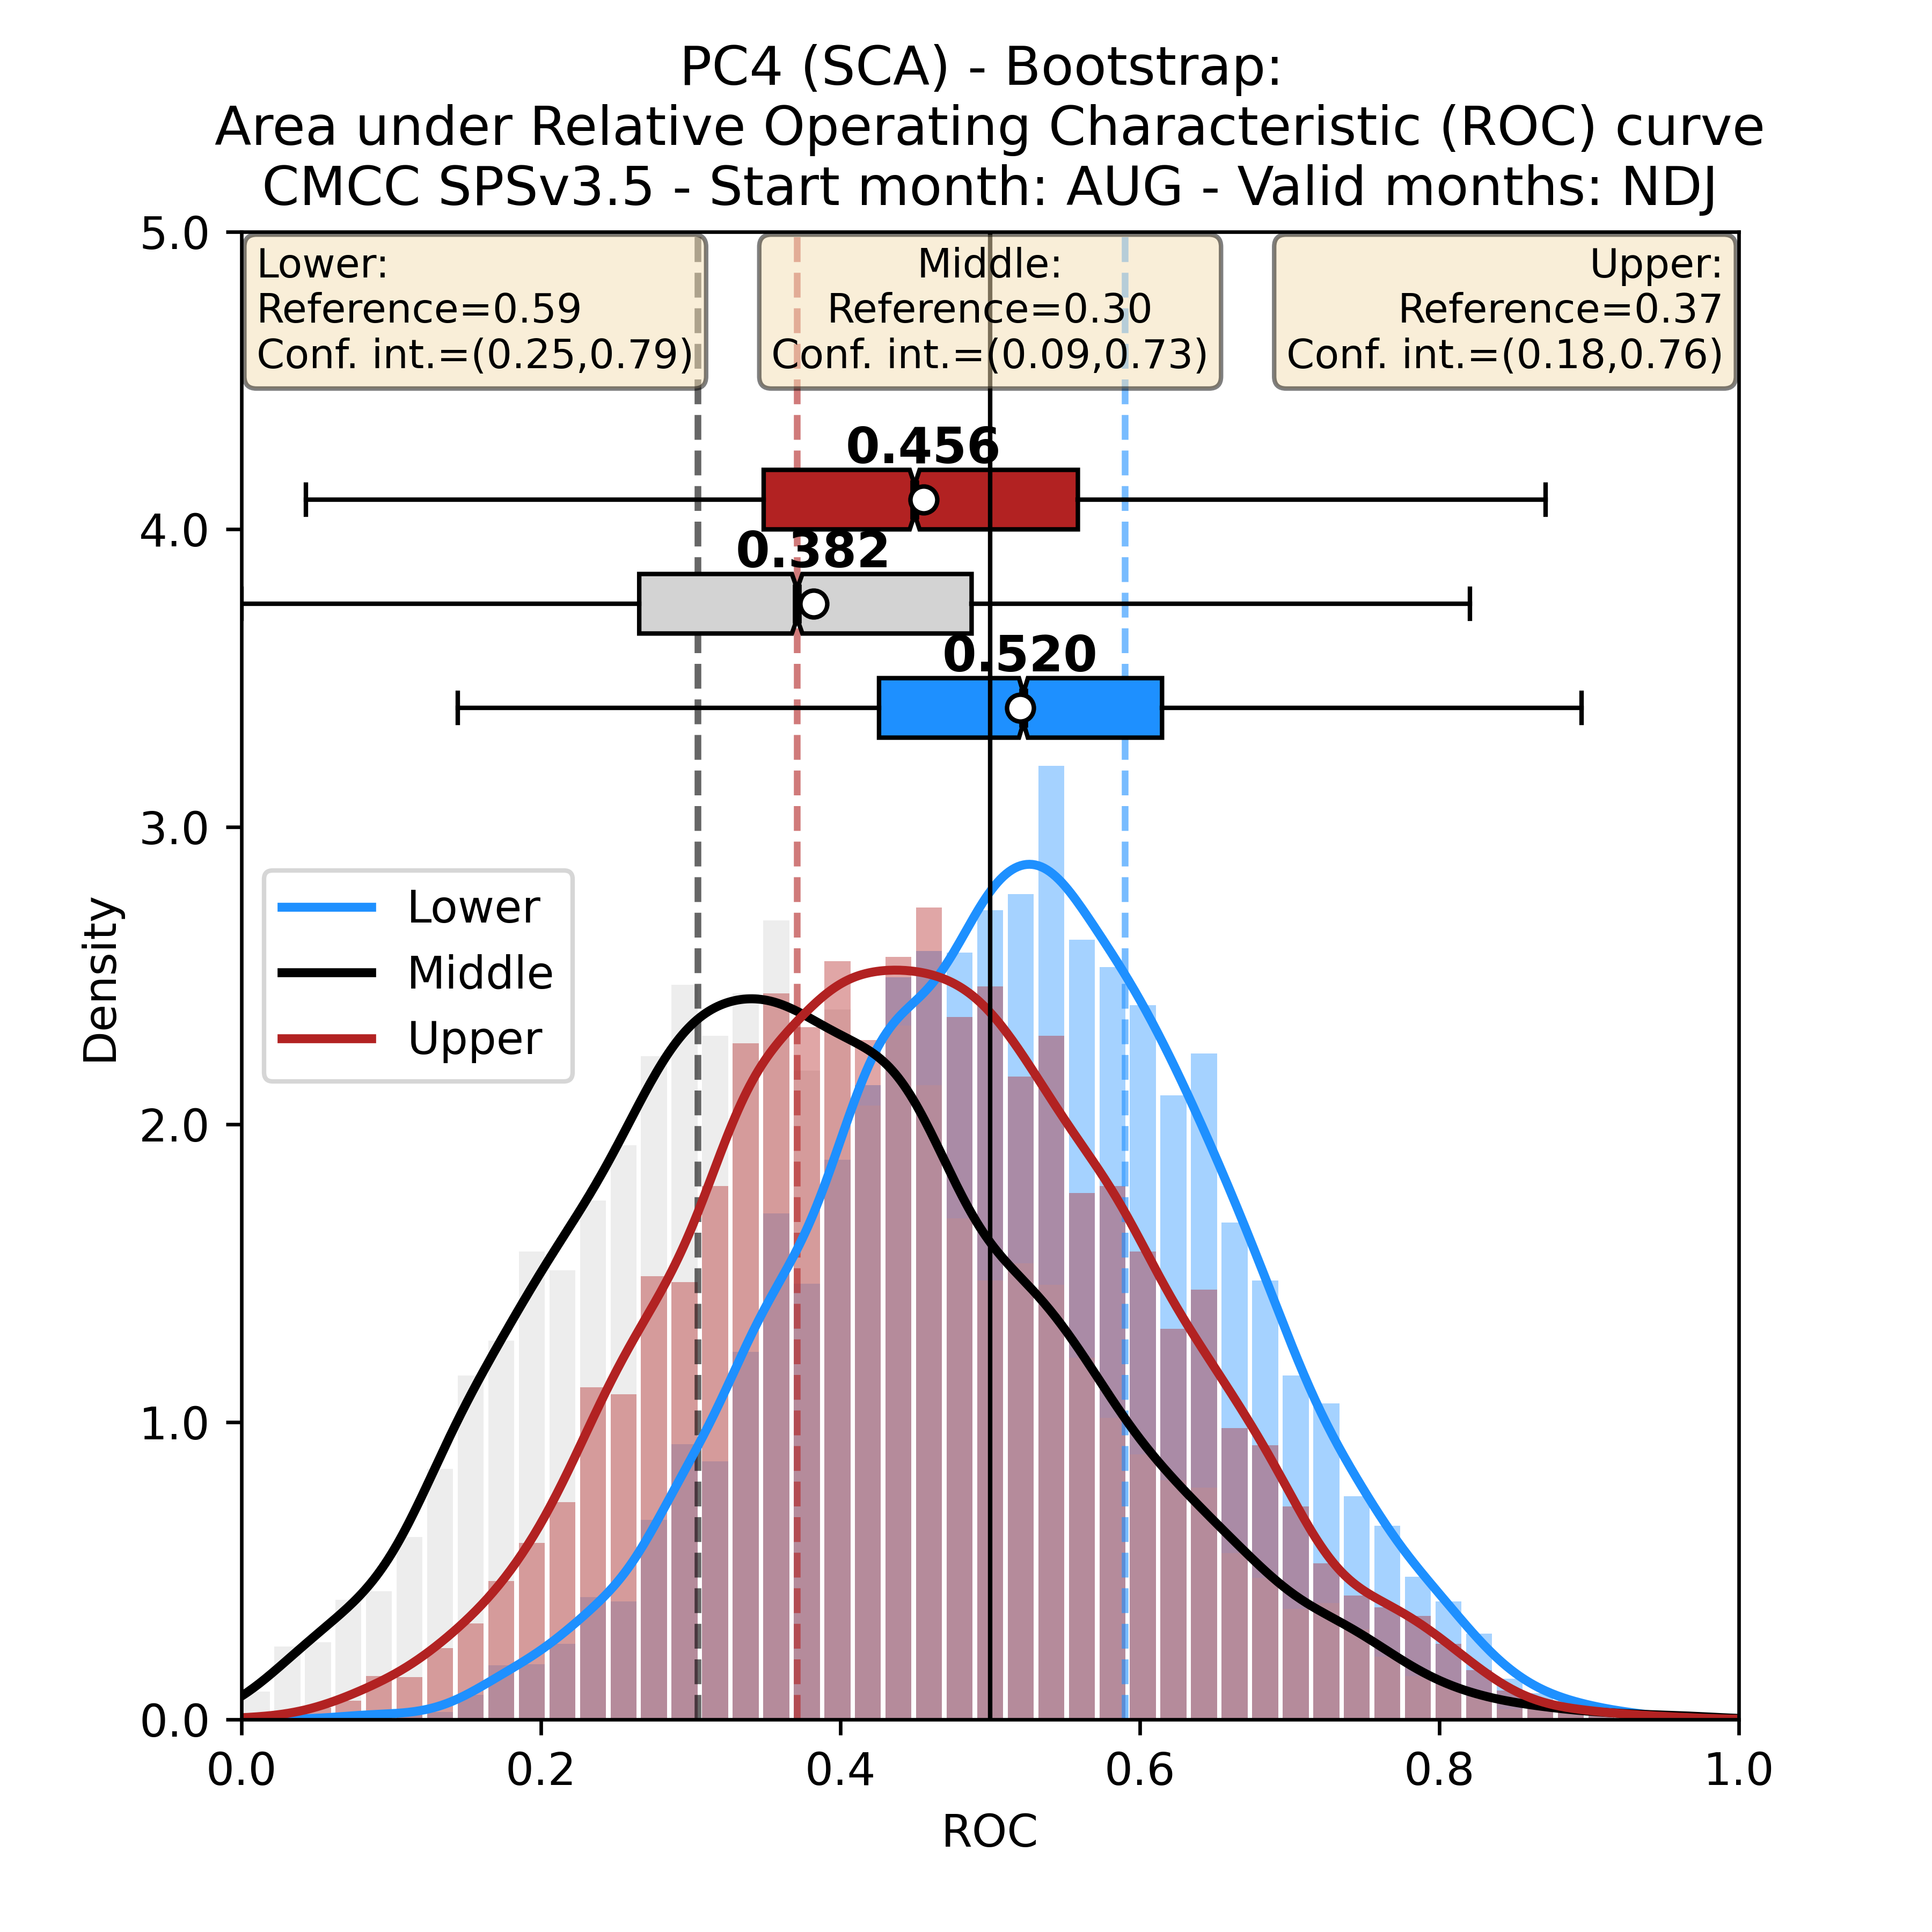 PC4 (SCA) - Bootstrap:
Area under Relative Operating Characteristic (ROC) curve
CMCC SPSv3.5 - Start month: AUG - Valid months: NDJ
Lower:
Reference=0.59
Conf. int.=(0.25,0.79)
Middle:
Reference=0.30
Conf. int.=(0.09,0.73)
Upper:
Reference=0.37
Conf. int.=(0.18,0.76)
0.456
0.382
0.520
Lower
Middle
Upper
Density
5.0
4.0
3.0
2.0
1.0
0.0
0.0 0.2 0.4 0.6 0.8 1.0
ROC